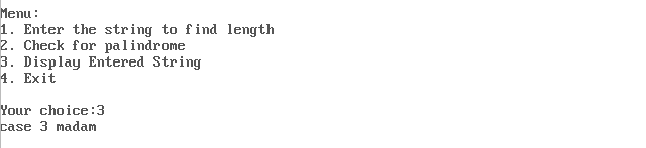 Menu:
1. Enter the string to find length
2. Check for palindrome
3. Display Entered String
4. Exit
Your choice:3
case 3 madam